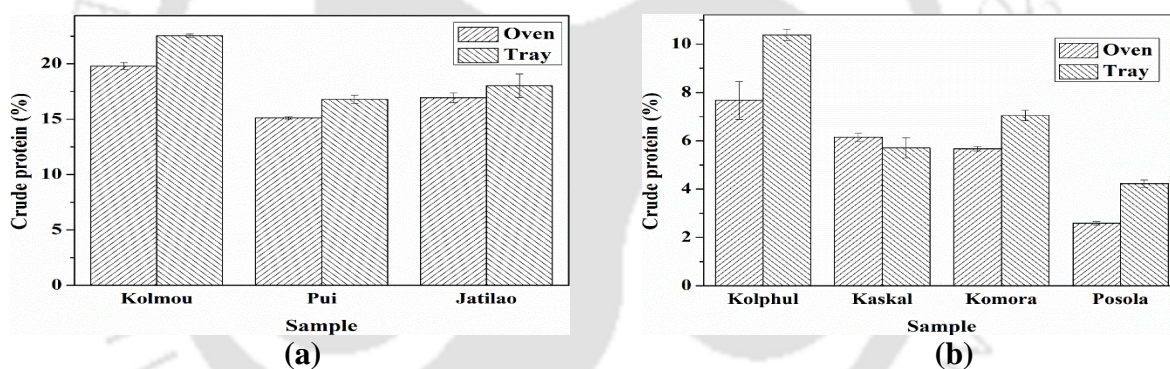 Oven
Tray
20
15
10
5
0
Crude protein (%)
Kolmou Pui Jatilao
Sample
(a)
Oven
Tray
10
8
6
4
2
0
Crude protein (%)
Kolphul Kaskal Komora Posola
Sample
(b)